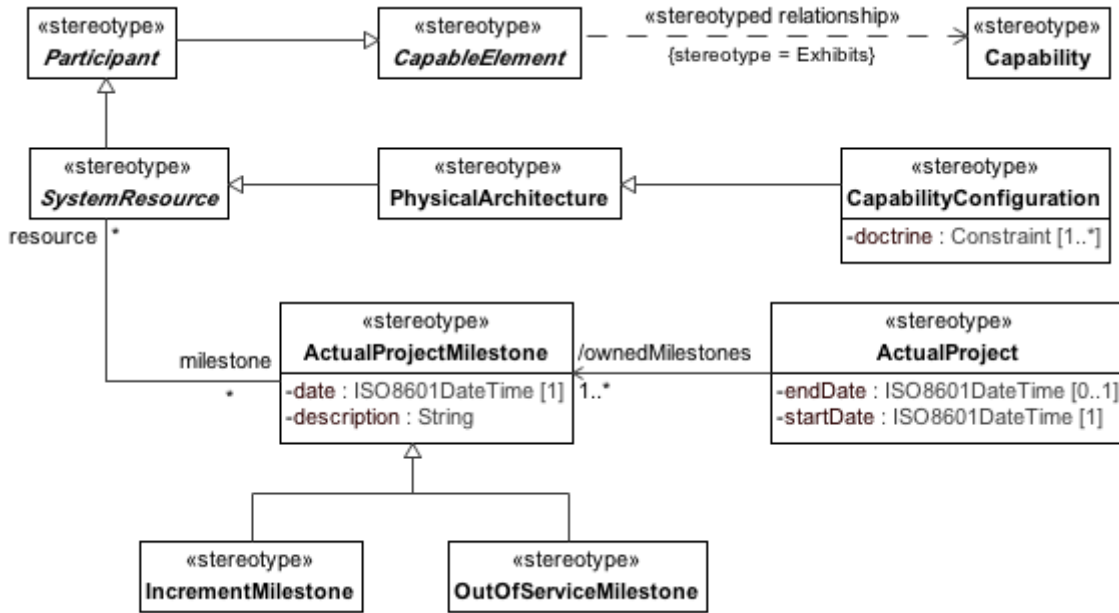 «stereotype»
Participant
«stereotype»
CapableElement
«stereotyped relationship»
{stereotype = Exhibits}
«stereotype»
Capability
«stereotype»
SystemResource
«stereotype»
PhysicalArchitecture
«stereotype»
CapabilityConfiguration
-doctrine : Constraint [1..*]
resource *
milestone
*
«stereotype»
ActualProjectMilestone
-date : ISO8601DateTime [1]
-description : String
/ownedMilestones
1..*
«stereotype»
ActualProject
-endDate : ISO8601DateTime [0..1]
-startDate : ISO8601DateTime [1]
«stereotype»
IncrementMilestone
«stereotype»
OutOfServiceMilestone